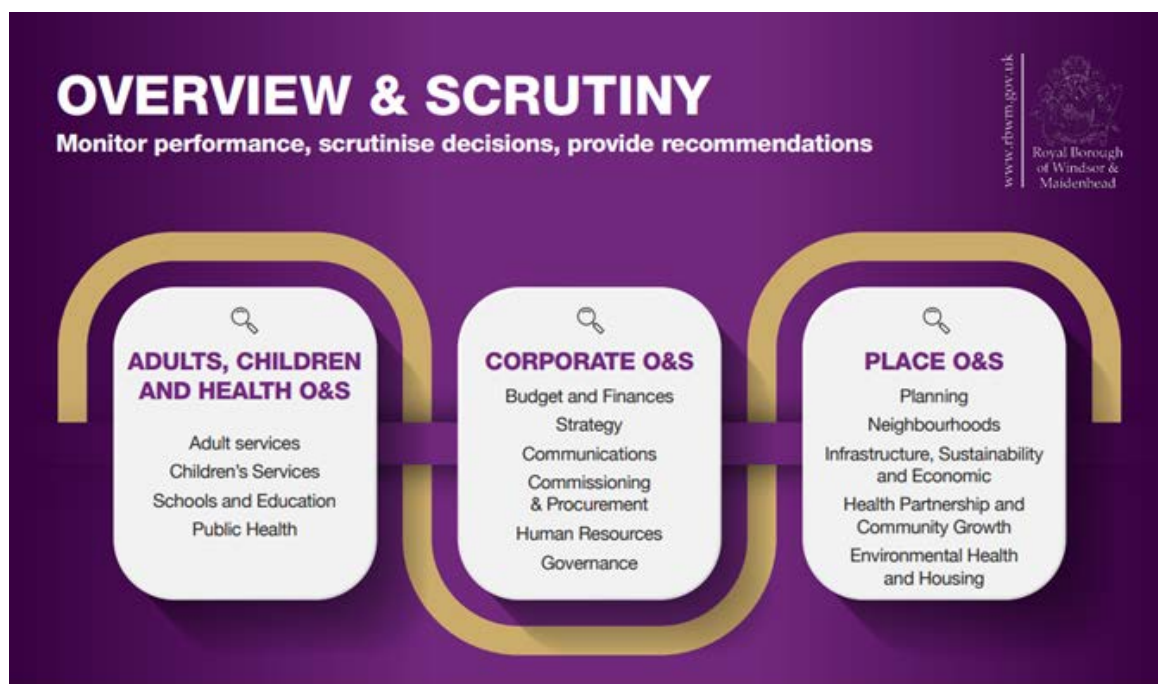 OVERVIEW & SCRUTINY
Monitor performance, scrutinise decisions, provide recommendations
www.rbwm.gov.uk
Royal Borough
of Windsor &
Maidenhead
ADULTS, CHILDREN
AND HEALTH O&S
Adult services
Children's Services
Schools and Education
Public Health
CORPORATE O&S
Budget and Finances
Strategy
Communications
Commissioning
& Procurement
Human Resources
Governance
PLACE O&S
Planning
Neighbourhoods
Infrastructure, Sustainability
and Economic
Health Partnership and
Community Growth
Environmental Health
and Housing